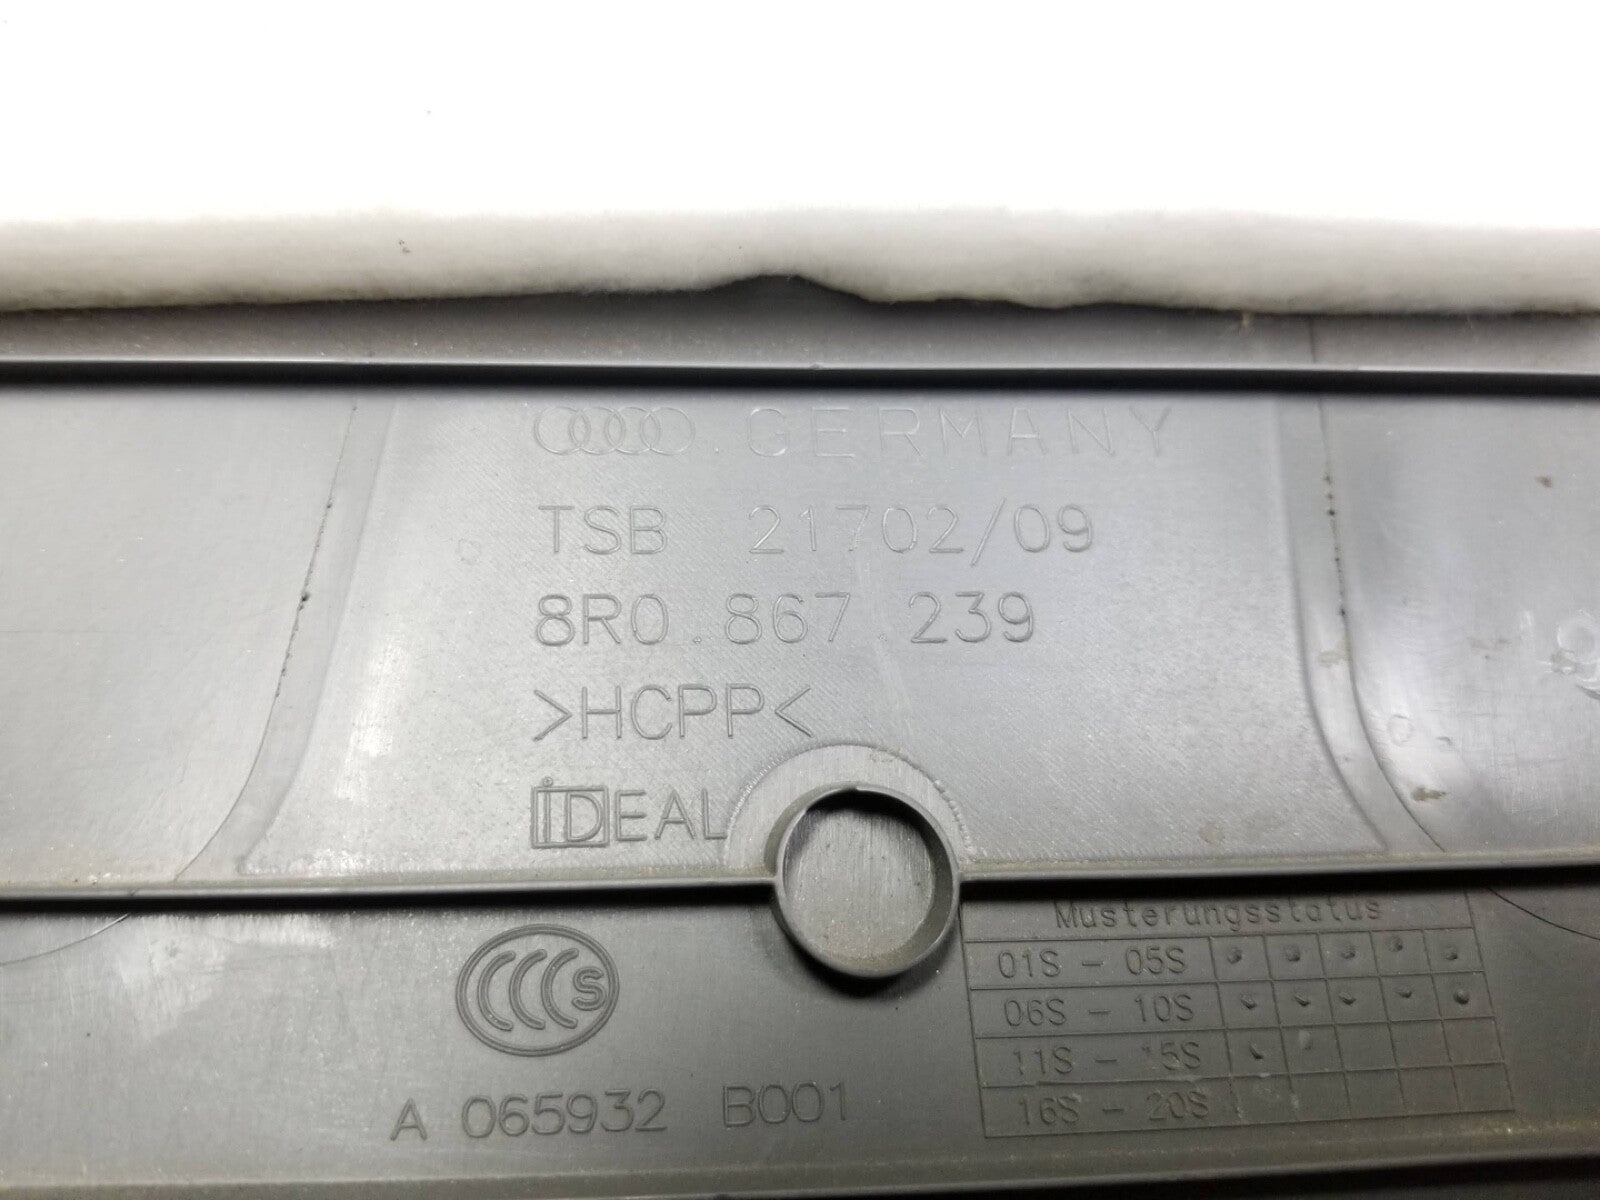 . GERMANY
TSB 21702/09
8R0.867.239
>HCPP<
iDEAL
CCCS
A 065932 B001
Musterungsstatus
01S - 05S
06S - 10S
11S - 15S
16S - 20S